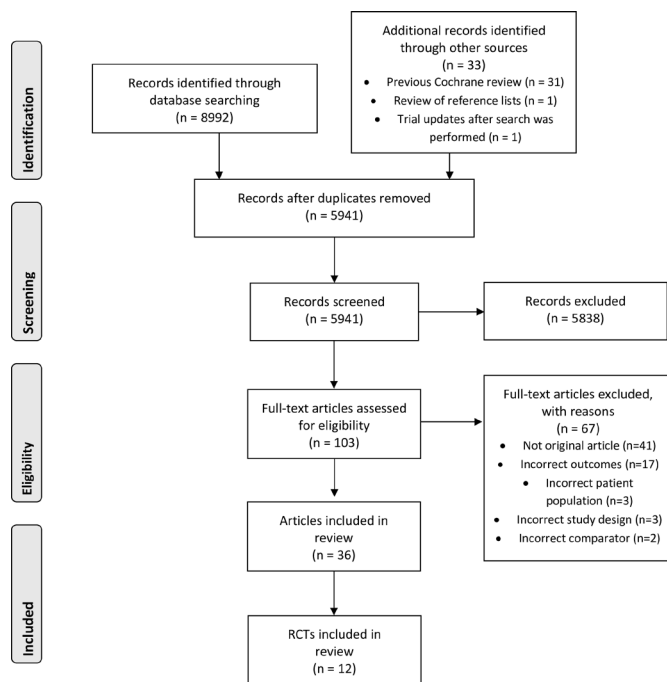 Identification
Records identified through
database searching
(n = 8992)
Additional records identified
through other sources
(n = 33)
• Previous Cochrane review (n = 31)
• Review of reference lists (n = 1)
• Trial updates after search was
performed (n = 1)
Records after duplicates removed
(n = 5941)
Screening
Records screened
(n = 5941)
Records excluded
(n = 5838)
Eligibility
Full-text articles assessed
for eligibility
(n = 103)
Full-text articles excluded,
with reasons
(n = 67)
• Not original article (n=41)
• Incorrect outcomes (n=17)
• Incorrect patient
population (n=3)
• Incorrect study design (n=3)
• Incorrect comparator (n=2)
Articles included in
review
(n = 36)
Included
RCTs included in
review
(n = 12)